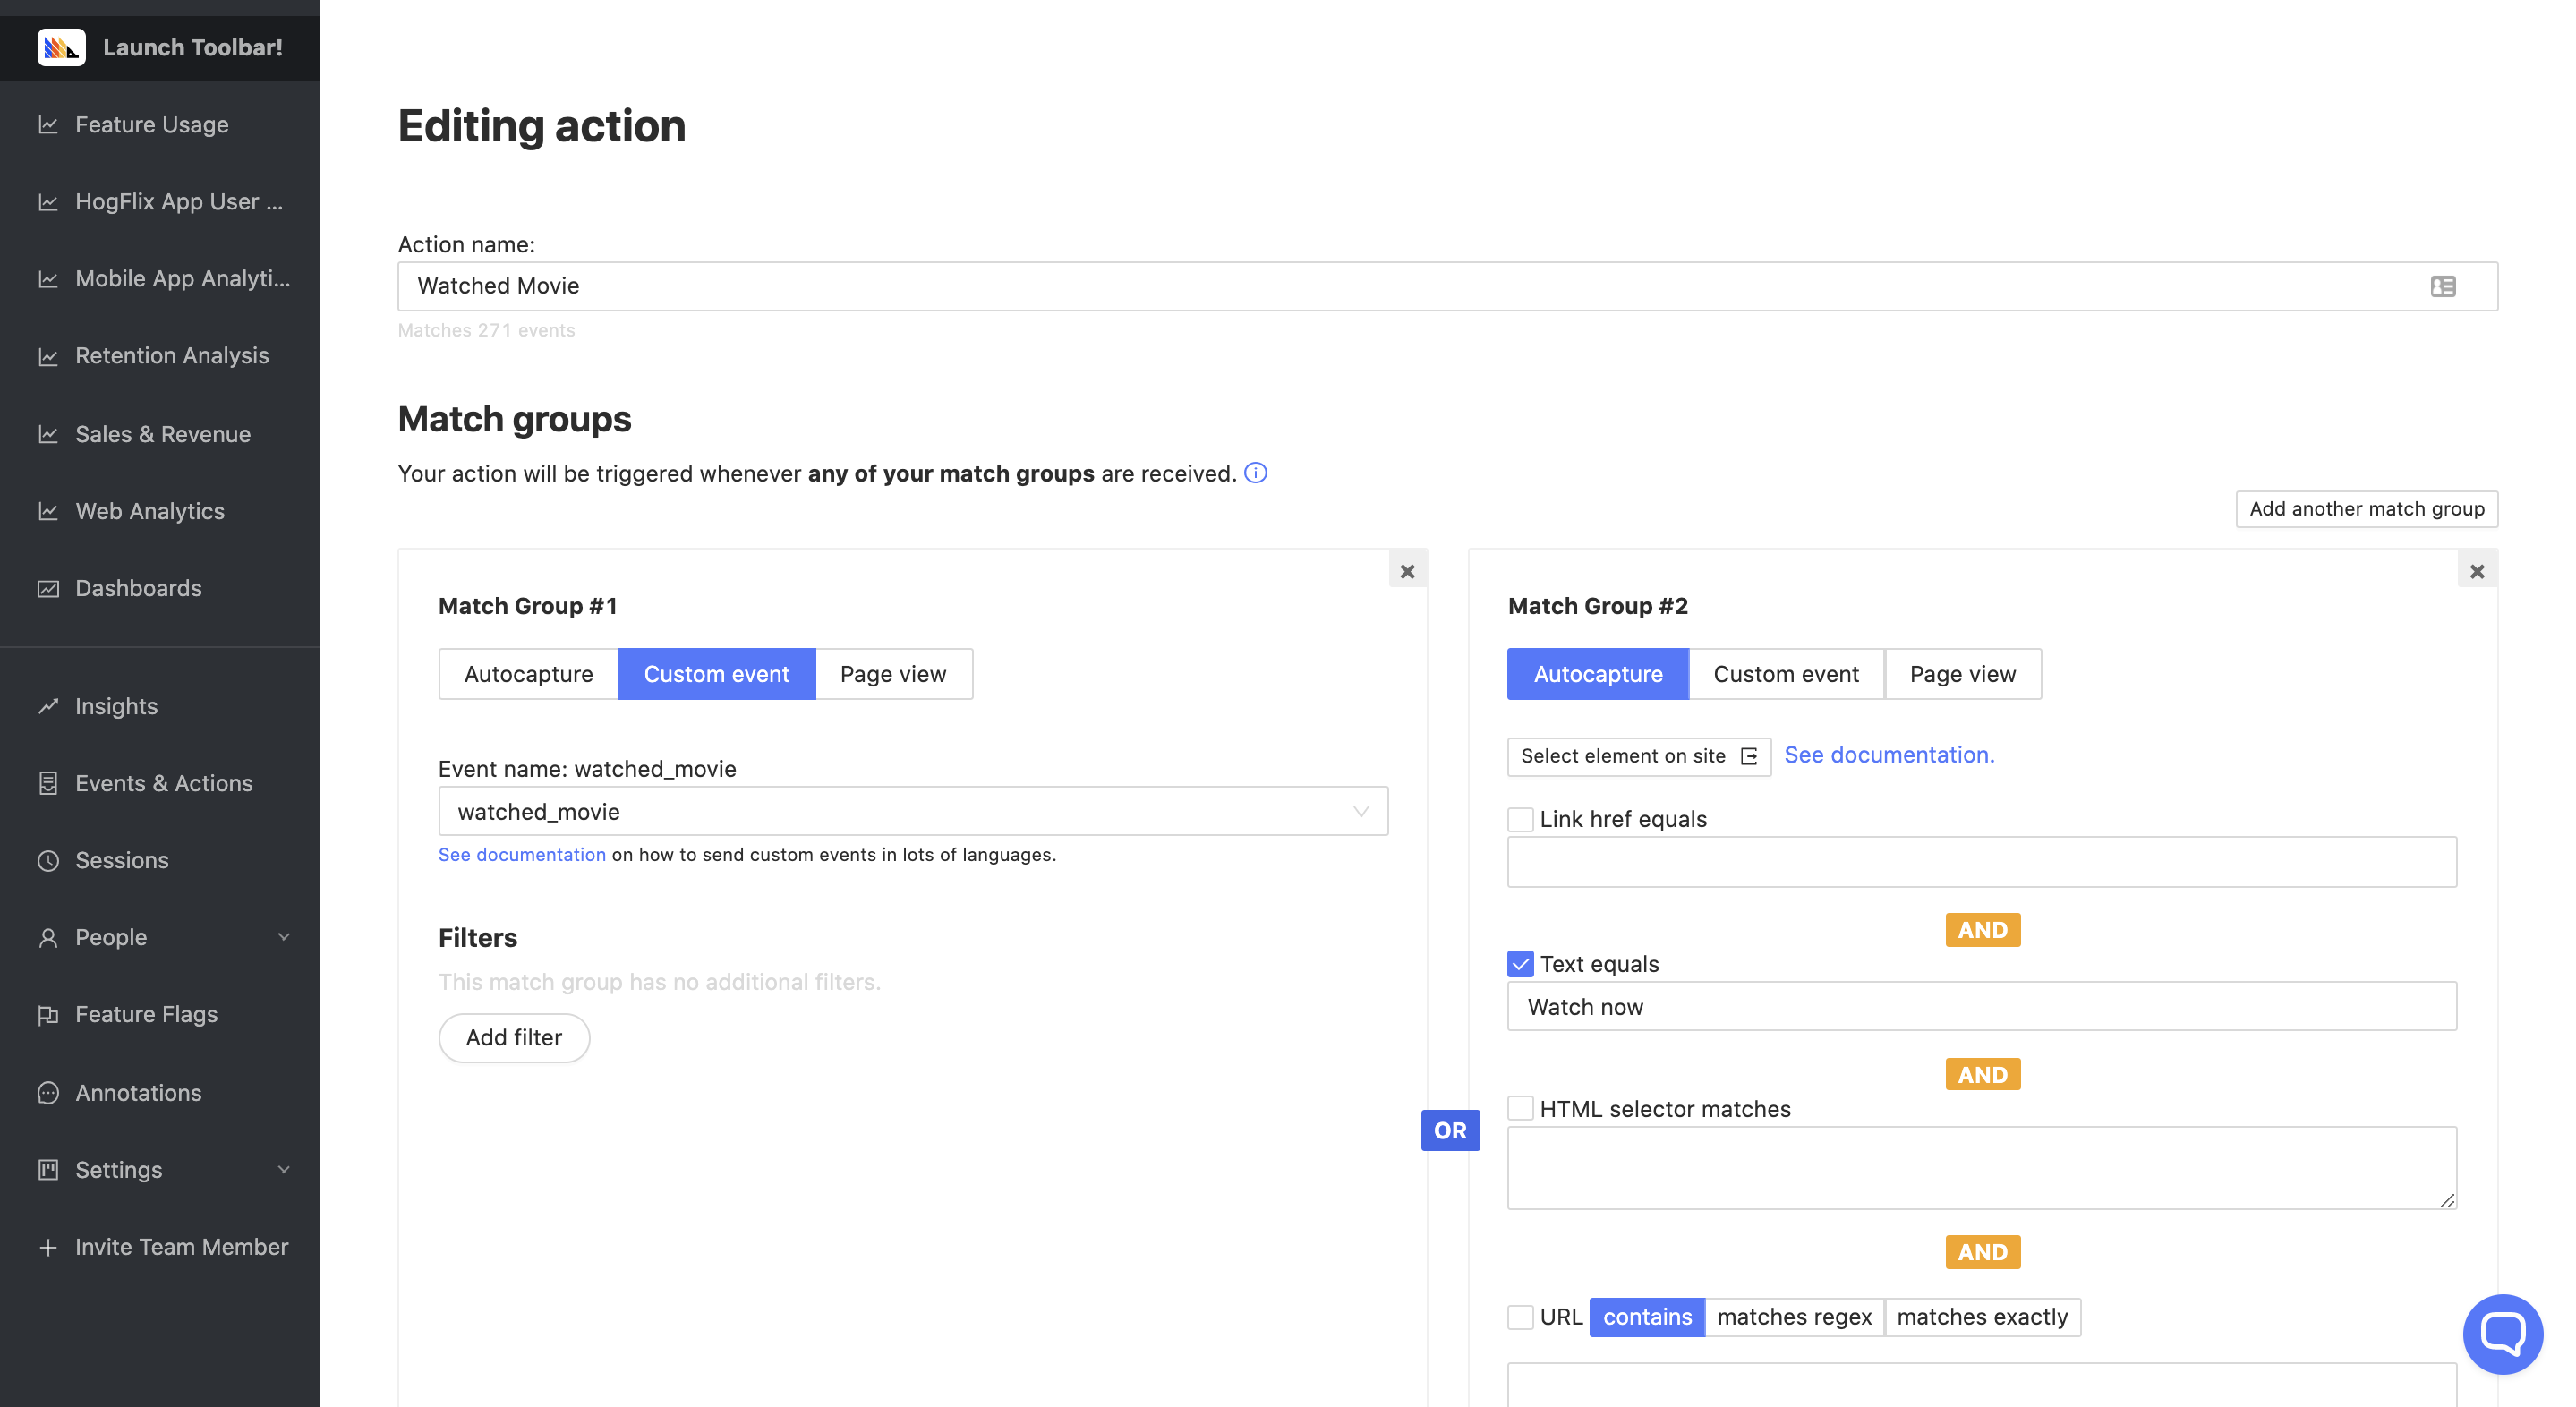 Launch Toolbar!
Feature Usage
HogFlix App User ...
Mobile App Analyti...
Retention Analysis
Sales & Revenue
Web Analytics
Dashboards
Insights
Events & Actions
Sessions
People
Feature Flags
Annotations
Settings
Invite Team Member
Editing action
Action name:
Watched Movie
Matches 271 events
Match groups
Your action will be triggered whenever any of your match groups are received.
Add another match group
Match Group #1
Autocapture Custom event Page view
Event name: watched_movie
watched_movie
See documentation on how to send custom events in lots of languages.
Filters
This match group has no additional filters.
Add filter
OR
Match Group #2
Autocapture Custom event Page view
Select element on site See documentation.
Link href equals
AND
Text equals
Watch now
AND
HTML selector matches
AND
URL contains matches regex matches exactly